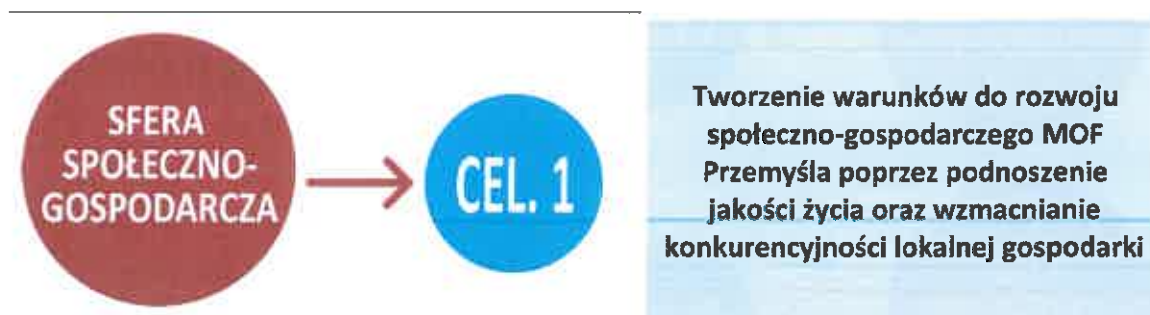 SFERA
SPOŁECZNO-
GOSPODARCZA
CEL. 1
Tworzenie warunków do rozwoju
społeczno-gospodarczego MOF
Przemyśla poprzez podnoszenie
jakości życia oraz wzmacnianie
konkurencyjności lokalnej gospodarki